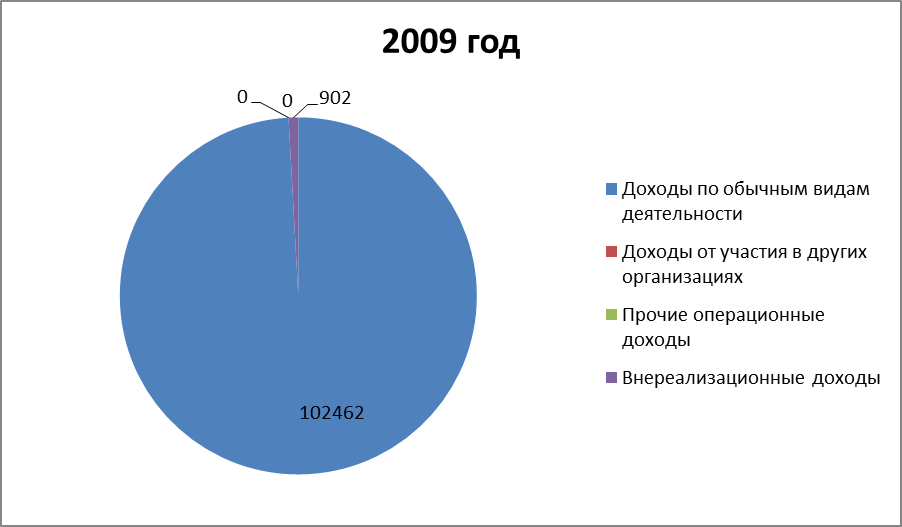 2009 год
0
0
902
102462
Доходы по обычным видам
деятельности
Доходы от участия в других
организациях
Прочие операционные
доходы
Внереализационные доходы